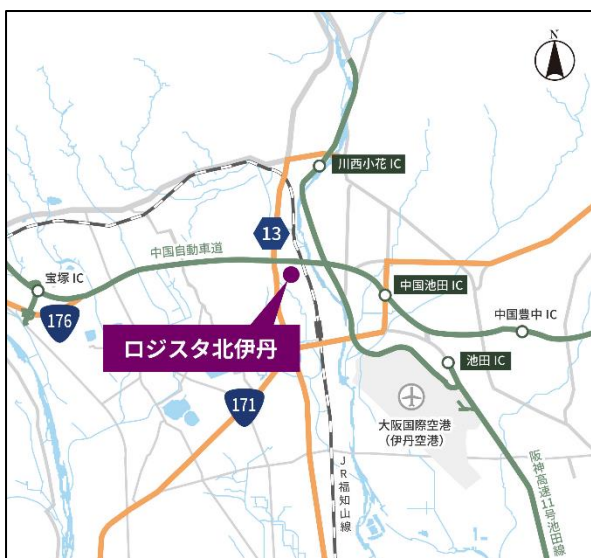 N
川西小花 IC
13
中国自動車道
宝塚 IC
中国池田 IC
176
中国豊中 IC
ロジスタ北伊丹
池田 IC
171
大阪国際空港
（伊丹空港）
JR福知山線
阪神高速11号池田線